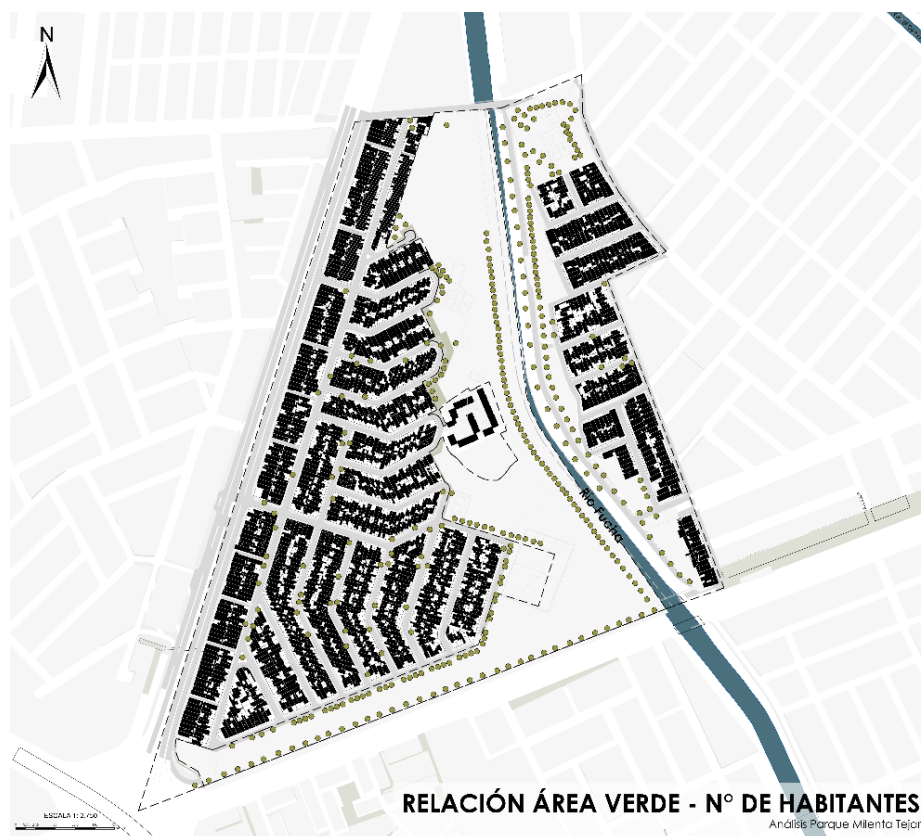 N
Río Fucha
ESCALA 1: 2.750
RELACIÓN ÁREA VERDE - N° DE HABITANTES
Análisis Parque Milenta Tejar